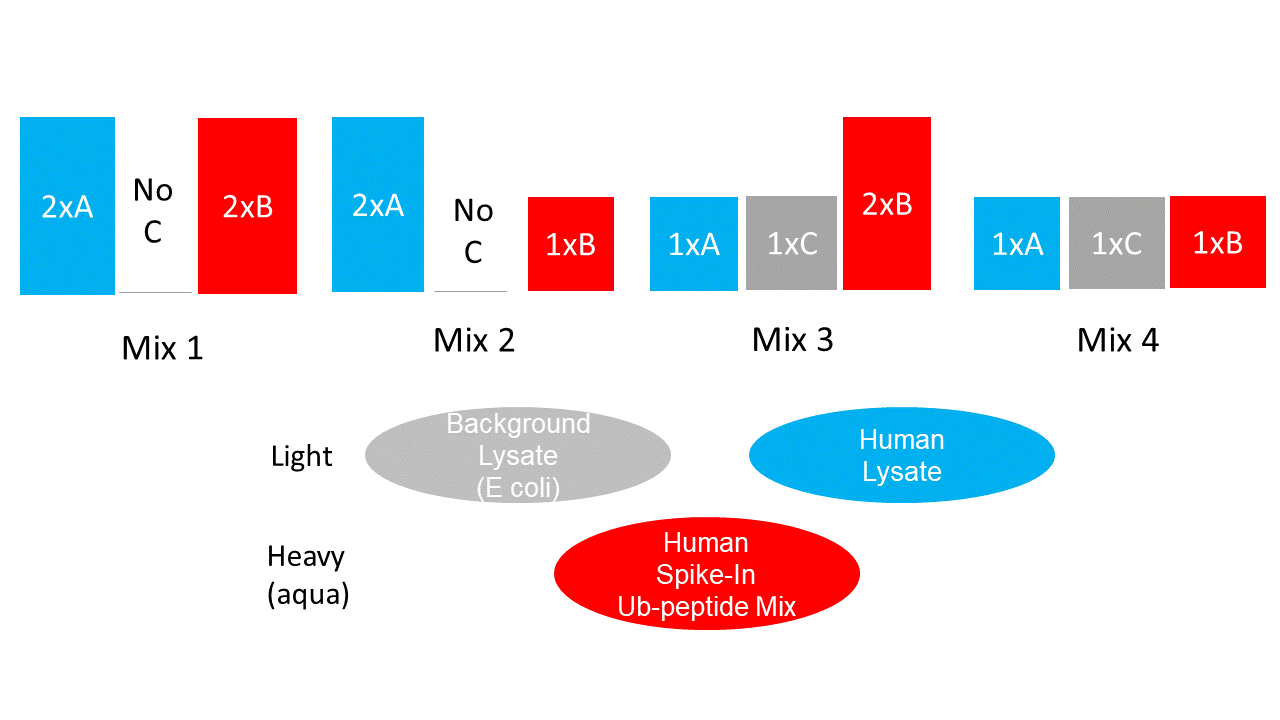 2xA
No
C
2xB
2xA
No
C
1xB
1xA
1xC
2xB
1xA
1xC
1xB
Mix 1
Mix 2
Mix 3
Mix 4
Light
Background
Lysate
(E coli)
Human
Lysate
Heavy
(aqua)
Human
Spike-In
Ub-peptide Mix